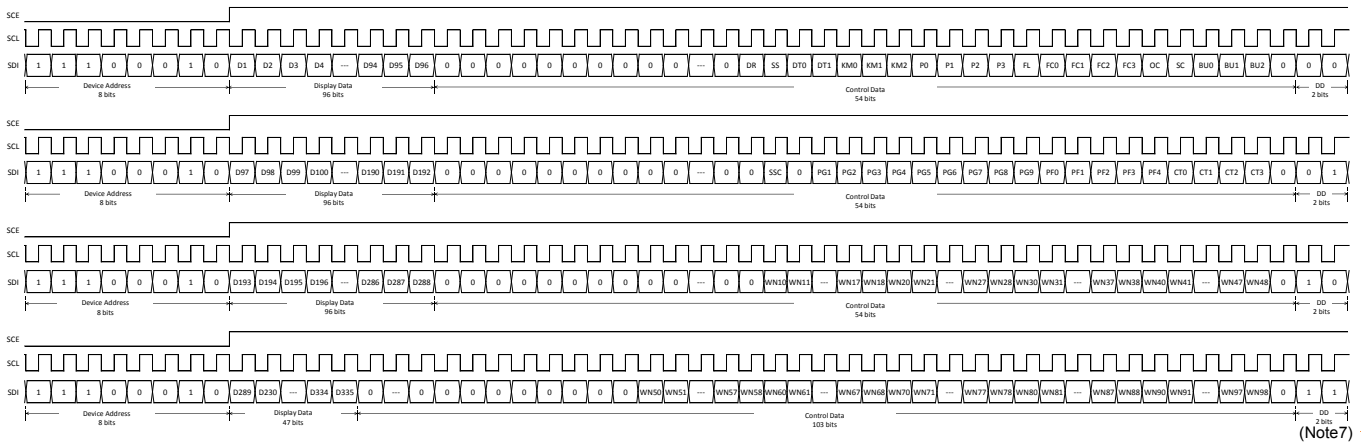 SCE
SCL
SDI 1 1 1 0 0 0 1 0 D1 D2 D3 D4 --- D94 D95 D96 0 0 0 0 0 0 0 0 0 0 --- 0 DR SS DT0 DT1 KM0 KM1 KM2 P0 P1 P2 P3 FL FC0 FC1 FC2 FC3 OC SC BU0 BU1 BU2 0 0 0
Device Address Display Data Control Data DD
8 bits 96 bits 54 bits 2 bits
SCE
SCL
SDI 1 1 1 0 0 0 1 0 D97 D98 D99 D100 --- D190 D191 D192 0 0 0 0 0 0 0 0 0 0 --- 0 0 SSC 0 PG1 PG2 PG3 PG4 PG5 PG6 PG7 PG8 PG9 PF0 PF1 PF2 PF3 PF4 CT0 CT1 CT2 CT3 0 0 1
Device Address Display Data Control Data DD
8 bits 96 bits 54 bits 2 bits
SCE
SCL
SDI 1 1 1 0 0 0 1 0 D193 D194 D195 D196 --- D286 D287 D288 0 0 0 0 0 0 0 0 0 0 --- 0 0 WN10 WN11 --- WN17 WN18 WN20 WN21 --- WN27 WN28 WN30 WN31 --- WN37 WN38 WN40 WN41 --- WN47 WN48 0 1 0
Device Address Display Data Control Data DD
8 bits 96 bits 54 bits 2 bits
SCE
SCL
SDI 1 1 1 0 0 0 1 0 D289 D230 --- D334 D335 0 --- 0 0 0 0 0 0 0 0 0 WN50 WN51 --- WN57 WN58 WN60 WN61 --- WN67 WN68 WN70 WN71 --- WN77 WN78 WN80 WN81 --- WN87 WN88 WN90 WN91 --- WN97 WN98 0 1 1
Device Address Display Data Control Data DD
8 bits 47 bits 103 bits 2 bits
(Note7)